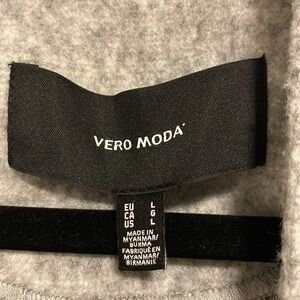 VERO MODA
EU L
CA G
US L
MADE IN
MYANMAR/
BURMA
FABRIQUÉ EN
MYANMAR/
BIRMANIE